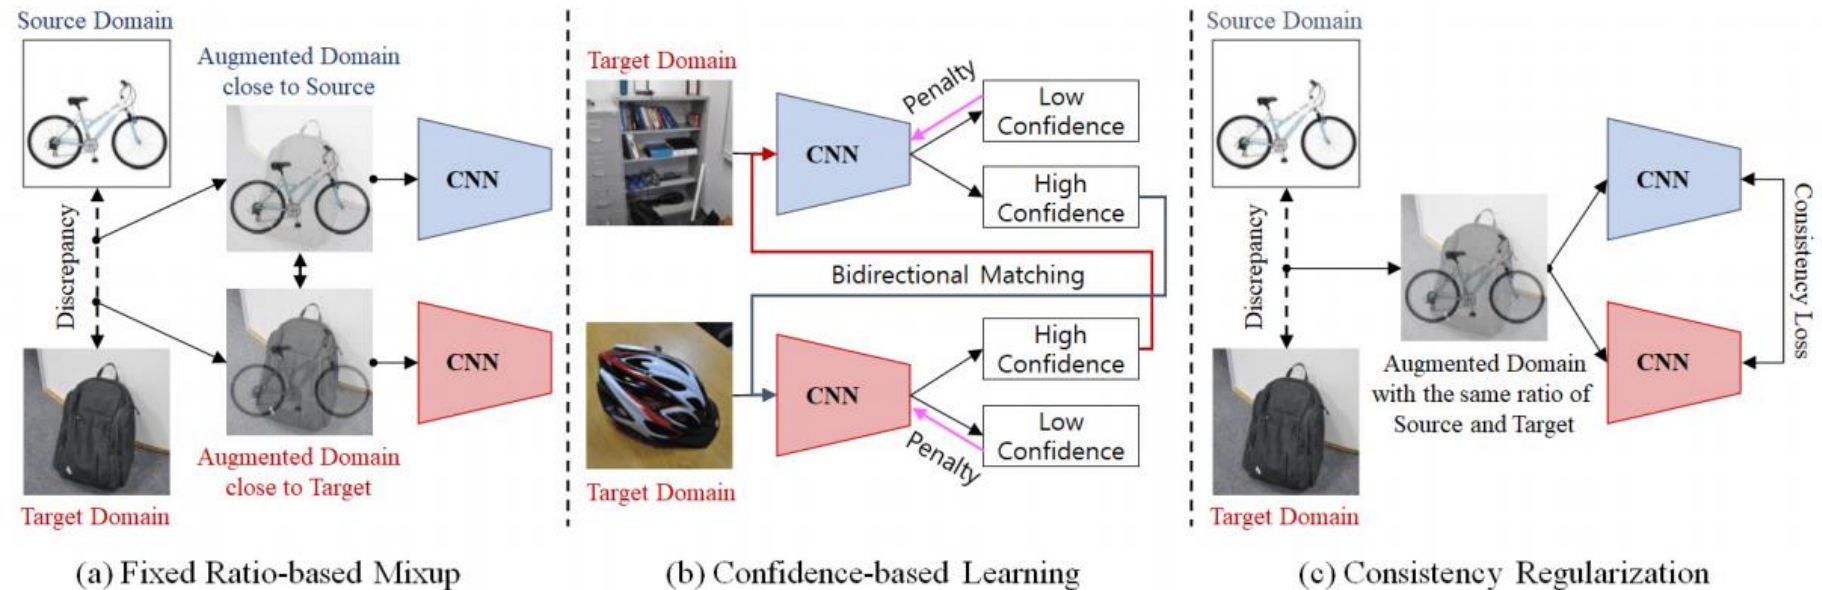 Source Domain
Augmented Domain
close to Source
CNN
Discrepancy
CNN
Augmented Domain
close to Target
Target Domain
(a) Fixed Ratio-based Mixup
Target Domain
CNN
Penalty
Low
Confidence
High
Confidence
Bidirectional Matching
CNN
High
Confidence
Low
Confidence
Penalty
Target Domain
(b) Confidence-based Learning
Source Domain
Discrepancy
CNN
Consistency Loss
CNN
Augmented Domain
with the same ratio of
Source and Target
Target Domain
(c) Consistency Regularization